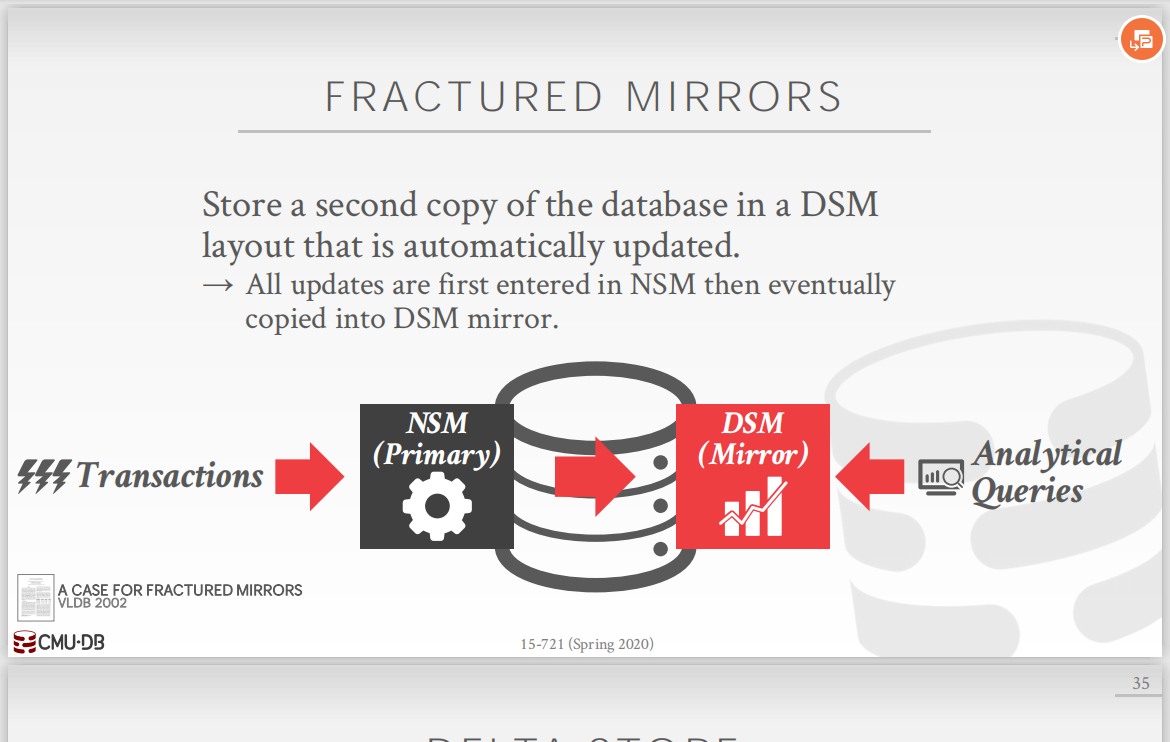 FRACTURED MIRRORS
Store a second copy of the database in a DSM
layout that is automatically updated.
→ All updates are first entered in NSM then eventually
copied into DSM mirror.
NSM
(Primary)
DSM
(Mirror)
Transactions
Analytical
Queries
A CASE FOR FRACTURED MIRRORS
VLDB 2002
CMU·DB
15-721 (Spring 2020)
35
DELTA STORE